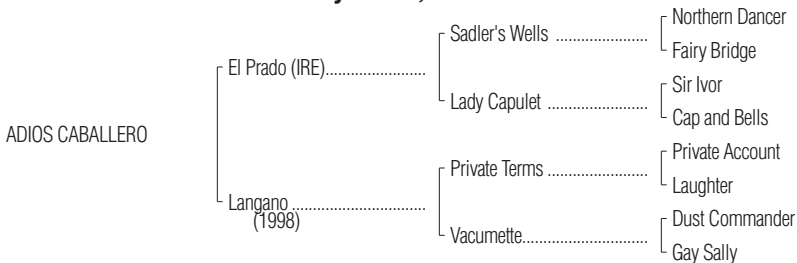 Northern Dancer
Sadler's Wells ....................
Fairy Bridge
El Prado (IRE)........................
Sir Ivor
Lady Capulet ......................
Cap and Bells
ADIOS CABALLERO
Private Account
Private Terms ......................
Laughter
Langano ................................
(1998)
Dust Commander
Vacumette............................
Gay Sally